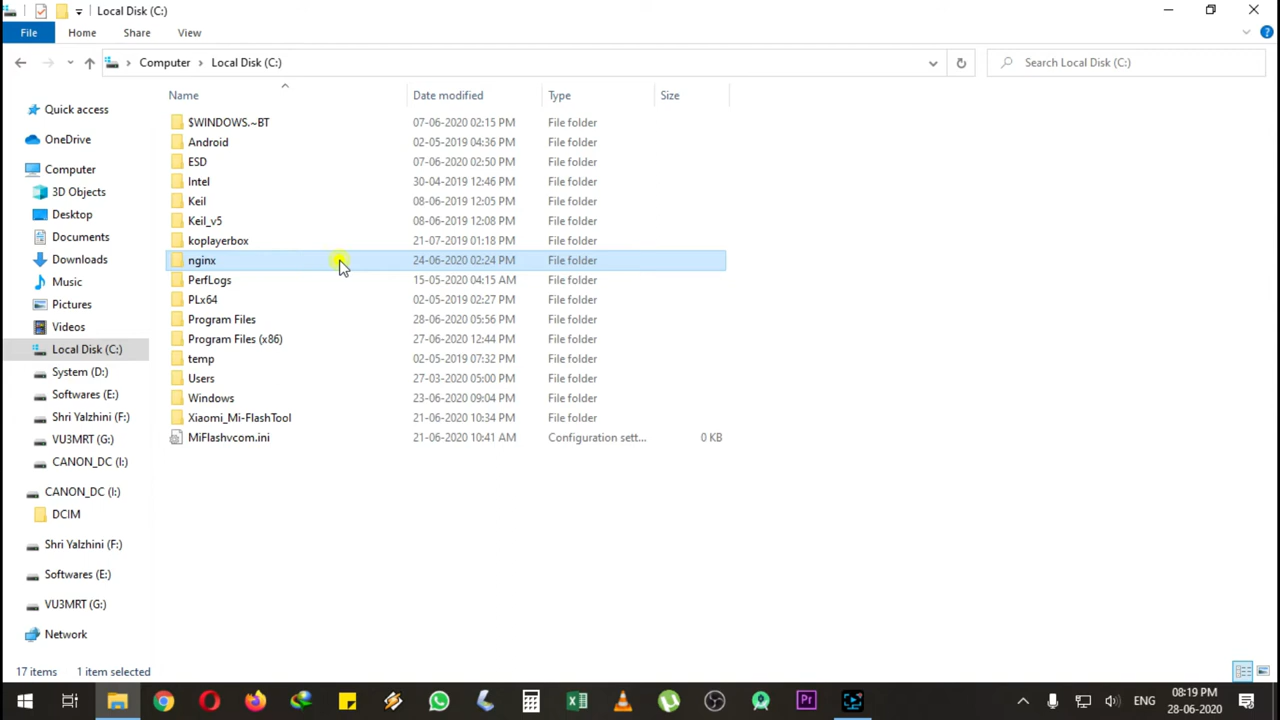 Local Disk (C:)
File Home Share View
Computer Local Disk (C:) Search Local Disk (C:)
Name Date modified Type Size
Quick access
OneDrive
Computer
3D Objects
Desktop
Documents
Downloads
Music
Pictures
Videos
Local Disk (C:)
System (D:)
Softwares (E:)
Shri Yalzhini (F:)
VU3MRT (G:)
CANON_DC (I:)
CANON_DC (I:)
DCIM
Shri Yalzhini (F:)
Softwares (E:)
VU3MRT (G:)
Network
$WINDOWS.~BT 07-06-2020 02:15 PM File folder
Android 02-05-2019 04:36 PM File folder
ESD 07-06-2020 02:50 PM File folder
Intel 30-04-2019 12:46 PM File folder
Keil 08-06-2019 12:05 PM File folder
Keil_v5 08-06-2019 12:08 PM File folder
koplayerbox 21-07-2019 01:18 PM File folder
nginx 24-06-2020 02:24 PM File folder
PerfLogs 15-05-2020 04:15 AM File folder
PLx64 02-05-2019 02:27 PM File folder
Program Files 28-06-2020 05:56 PM File folder
Program Files (x86) 27-06-2020 12:44 PM File folder
temp 02-05-2019 07:32 PM File folder
Users 27-03-2020 05:00 PM File folder
Windows 23-06-2020 09:04 PM File folder
Xiaomi_Mi-FlashTool 21-06-2020 10:34 PM File folder
MiFlashvcom.ini 21-06-2020 10:41 AM Configuration sett... 0 KB
17 items 1 item selected
Pr
ENG
08:19 PM
28-06-2020